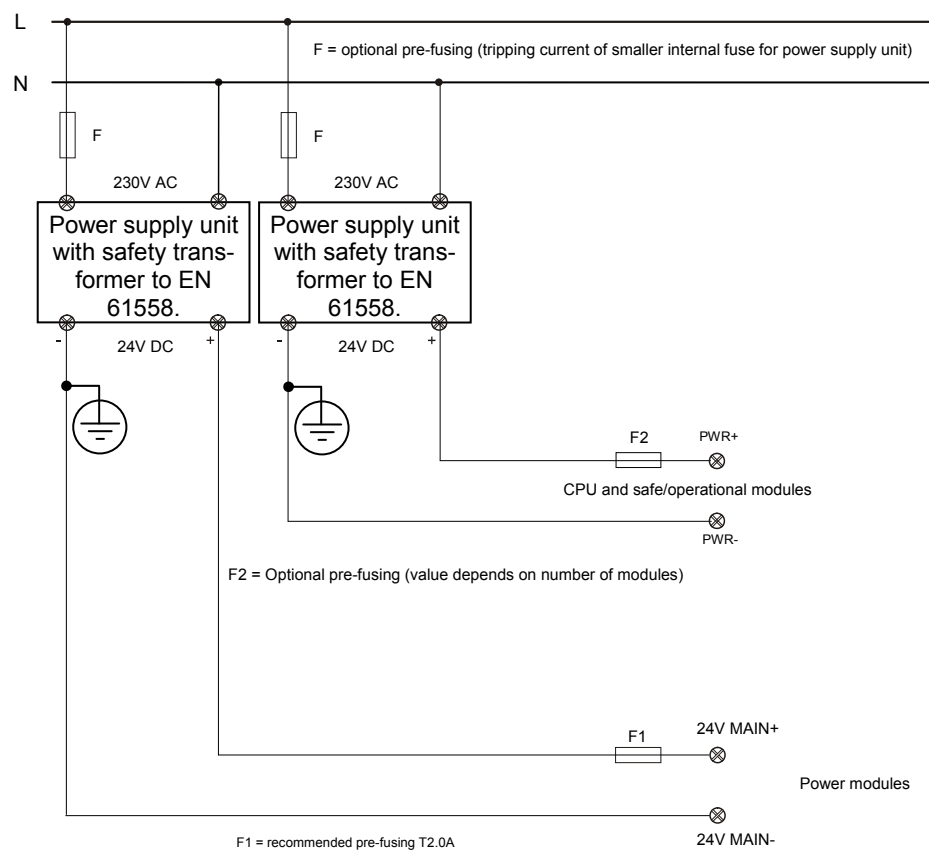 L
F = optional pre-fusing (tripping current of smaller internal fuse for power supply unit)
N
F
F
230V AC
230V AC
Power supply unit
with safety trans-
former to EN
61558.
Power supply unit
with safety trans-
former to EN
61558.
-
24V DC
+
-
24V DC
+
F2
PWR+
CPU and safe/operational modules
PWR-
F2 = Optional pre-fusing (value depends on number of modules)
F1
24V MAIN+
Power modules
24V MAIN-
F1 = recommended pre-fusing T2.0A